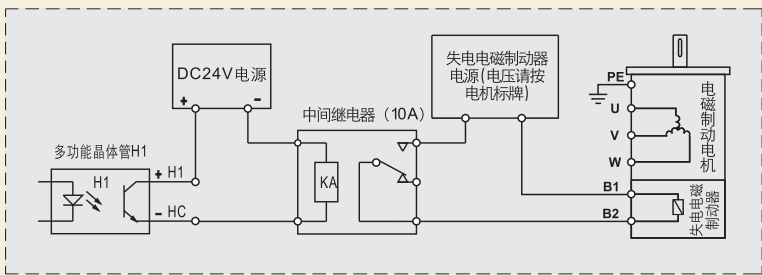 DC24V电源
+
-
失电电磁制动器
电源(电压请按
电机标牌)
中间继电器（10A）
KA
多功能晶体管H1
H1
+ H1
- HC
PE
U
V
W
B1
B2
电磁制动电机
失电电磁
制动器